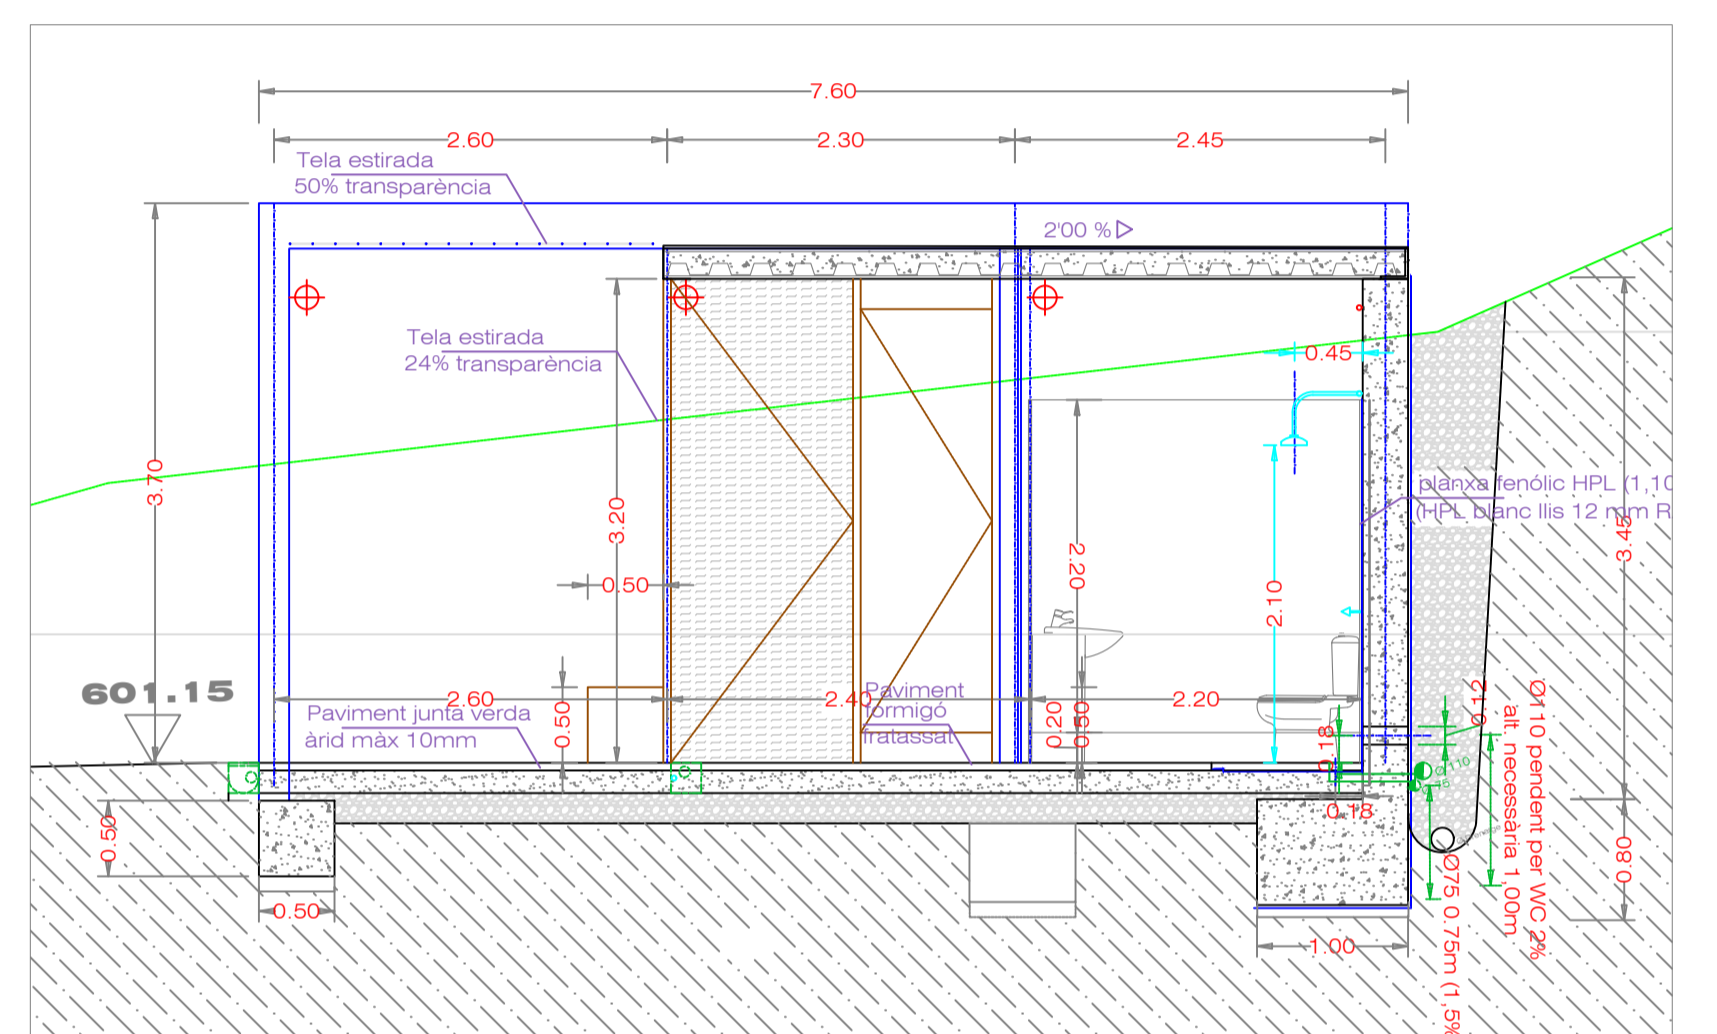 7.60
2.60
2.30
2.45
Tela estirada
50% transparència
2'00 %
Tela estirada
24% transparència
0.45
3.70
3.20
0.50
2.20
2.10
planxa fenólic HPL (1,10
(HPL blanc llis 12 mm R
3.45
601.15
2.60
2.40
2.20
Paviment junta verda
àrid màx 10mm
0.50
Paviment
formigó
fratassat
0.20
0.50
0.18
0.12
Ø110
Ø75
0.18
0.50
0.50
1.00
0.80
Ø75 0.75m (1,5%
alt. necessària 1,00m
Ø110 pendent per WC 2%